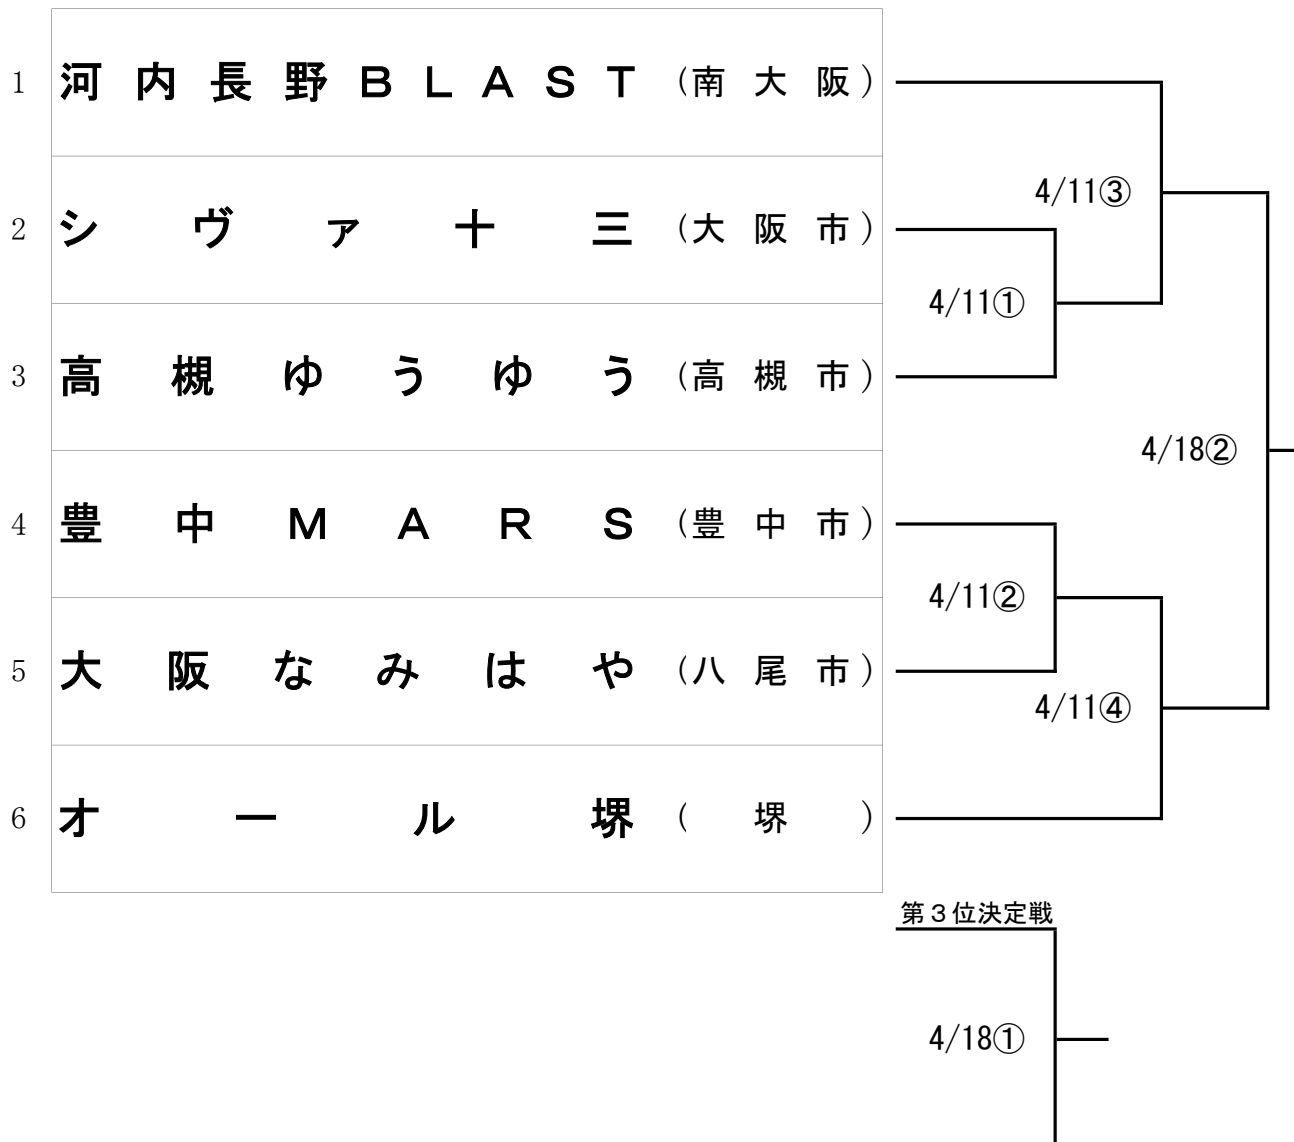 1 河内長野BLAST (南大阪)
4/11③
2 シヴァ十三 (大阪市)
4/11①
3 高槻ゆうゆう (高槻市)
4/18②
4 豊中MARS (豊中市)
4/11②
5 大阪なみはや (八尾市)
4/11④
6 オール堺 (堺)
第3位決定戦
4/18①